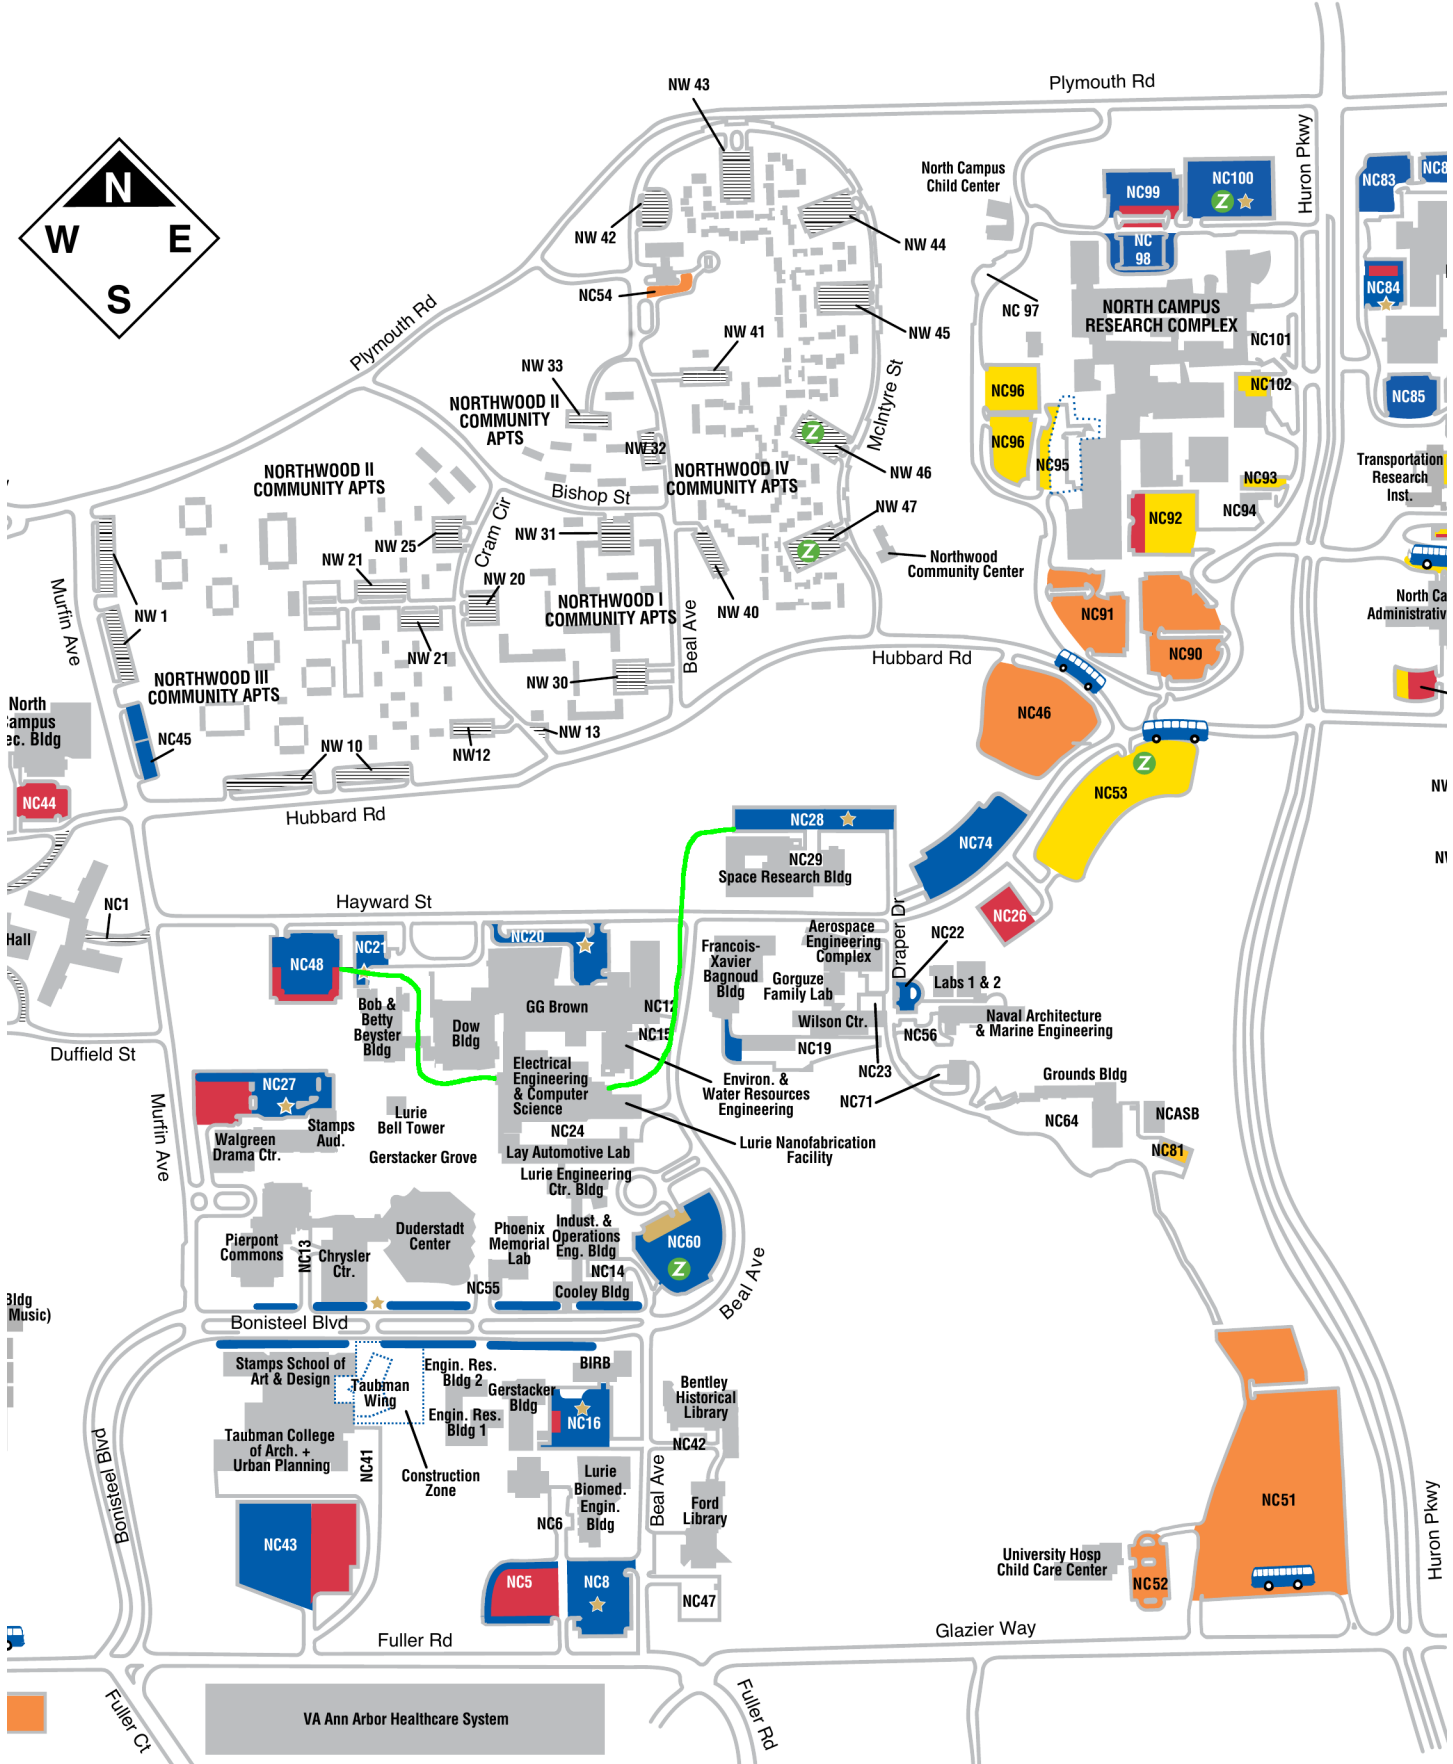 N
W
E
S
Plymouth Rd
Huron Pkwy
NW 43
North Campus
Child Center
NC99
NC100
Z
NC
98
NC83
NC84
NC85
NW 42
NW 44
NC54
NC 97
NORTH CAMPUS
RESEARCH COMPLEX
NC101
NC102
Plymouth Rd
NW 41
NW 45
NW 33
McIntyre St
NORTHWOOD II
COMMUNITY
APTS
NC96
NC96
NC95
Z
NW 32
NW 46
NORTHWOOD II
COMMUNITY APTS
NORTHWOOD IV
COMMUNITY APTS
NC93
NC94
NC92
Transportation
Research
Inst.
Bishop St
Cram Cir
NW 47
NW 25
NW 31
Z
NW 21
NW 20
NW 40
Northwood
Community Center
Murfin Ave
NW 1
NORTHWOOD I
COMMUNITY APTS
Beal Ave
NW 21
NC91
NC90
North Ca
Administrativ
Hubbard Rd
NORTHWOOD III
COMMUNITY APTS
NW 30
NW 13
NW12
NW 10
NC45
North
Campus
ec. Bldg
NC44
NC46
Z
NC53
Hubbard Rd
NC28
NC74
NC29
Space Research Bldg
NC26
Hayward St
NC1
Hall
NC20
NC21
NC48
Draper Dr
Aerospace
Engineering
Complex
Francois-
Xavier
Bagnoud
Bldg
Gorguze
Family Lab
NC22
Labs 1 & 2
Bob &
Betty
Beyster
Bldg
Dow
Bldg
GG Brown
NC12
NC15
Wilson Ctr.
NC19
NC23
NC56
Naval Architecture
& Marine Engineering
Duffield St
Electrical
Engineering
& Computer
Science
Environ. &
Water Resources
Engineering
NC71
Grounds Bldg
NC64
NCASB
NC81
NC27
Stamps
Aud.
Walgreen
Drama Ctr.
Murfin Ave
Lurie
Bell Tower
Gerstacker Grove
NC24
Lay Automotive Lab
Lurie Nanofabrication
Facility
Lurie Engineering
Ctr. Bldg
Pierpont
Commons
NC13
Chrysler
Ctr.
Duderstadt
Center
Phoenix
Memorial
Lab
Indust. &
Operations
Eng. Bldg
NC14
NC55
Cooley Bldg
NC60
Z
Beal Ave
Bldg
Music)
Bonisteel Blvd
Stamps School of
Art & Design
Taubman
Wing
Engin. Res.
Bldg 2
Gerstacker
Bldg
BIRB
NC16
Engin. Res.
Bldg 1
Bentley
Historical
Library
NC42
Taubman College
of Arch. +
Urban Planning
NC41
Construction
Zone
Bonisteel Blvd
Lurie
Biomed.
Engin.
Bldg
NC6
Beal Ave
Ford
Library
NC43
NC5
NC8
NC47
NC51
University Hosp
Child Care Center
NC52
Huron Pkwy
Fuller Rd
Glazier Way
Fuller Ct
VA Ann Arbor Healthcare System
Fuller Rd